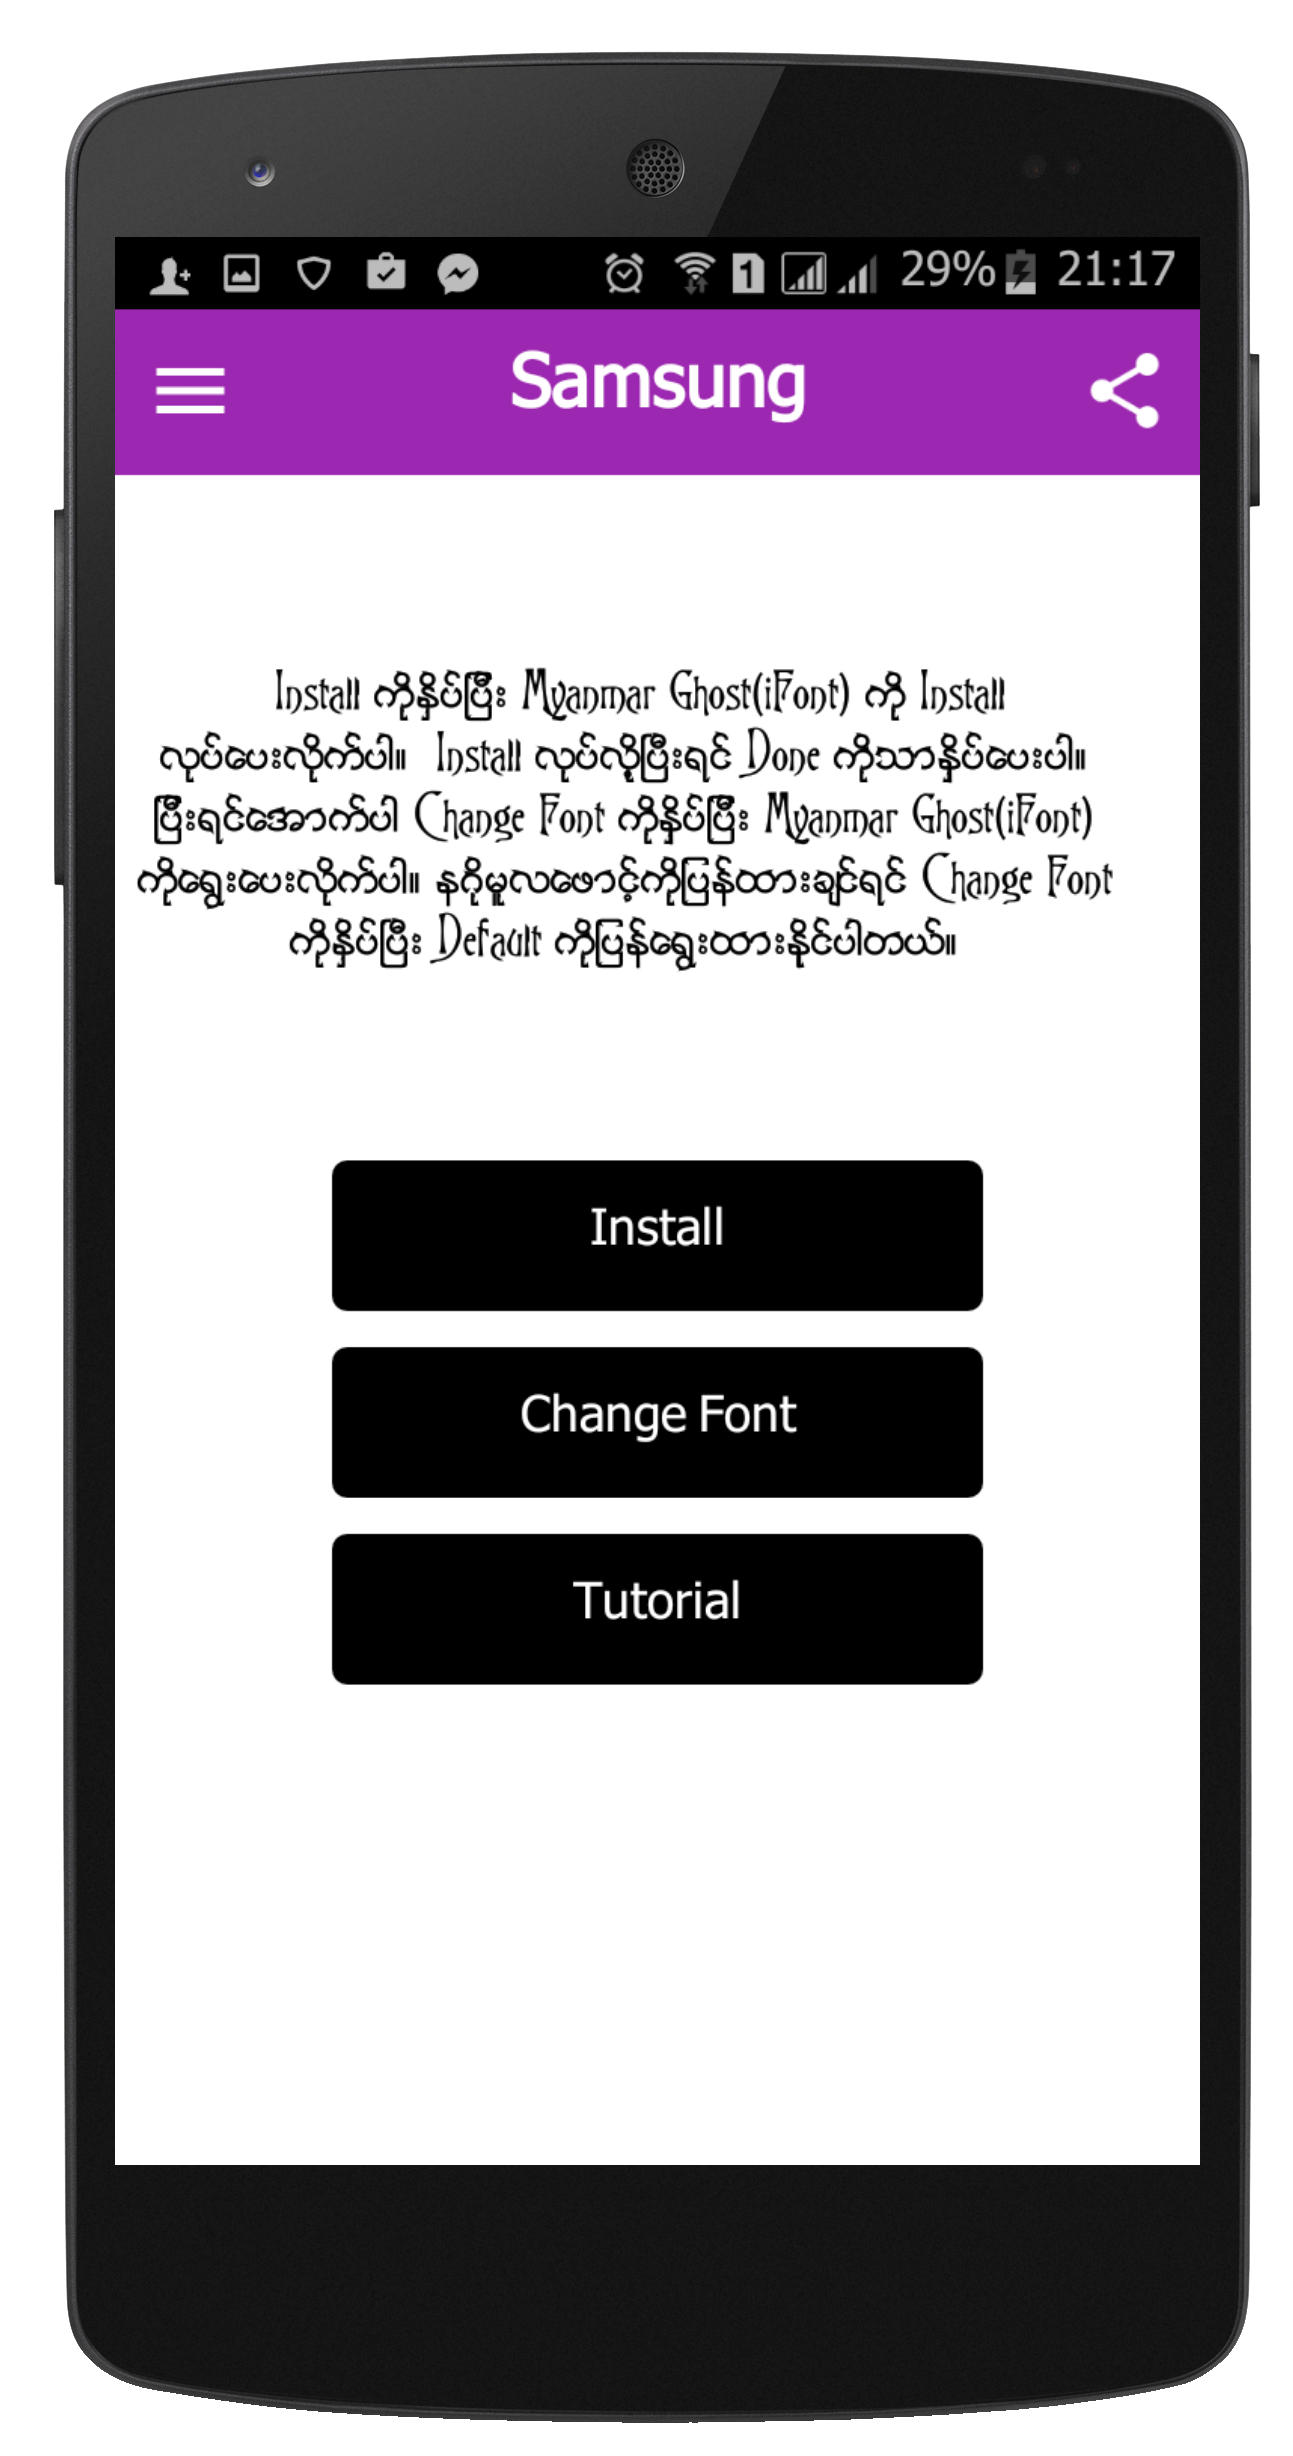 29% 21:17
Samsung
Install ကိုနှိပ်ပြီး Myanmar Ghost(iFont) ကို Install
လုပ်ပေးလိုက်ပါ။ Install လုပ်လို့ပြီးရင် Done ကိုသာနှိပ်ပေးပါ။
ပြီးရင်အောက်ပါ Change Font ကိုနှိပ်ပြီး Myanmar Ghost(iFont)
ကိုရွေးပေးလိုက်ပါ။ နဂိုမူလဖောင့်ကိုပြန်ထားချင်ရင် Change Font
ကိုနှိပ်ပြီး Default ကိုပြန်ရွေးထားနိုင်ပါတယ်။
Install
Change Font
Tutorial